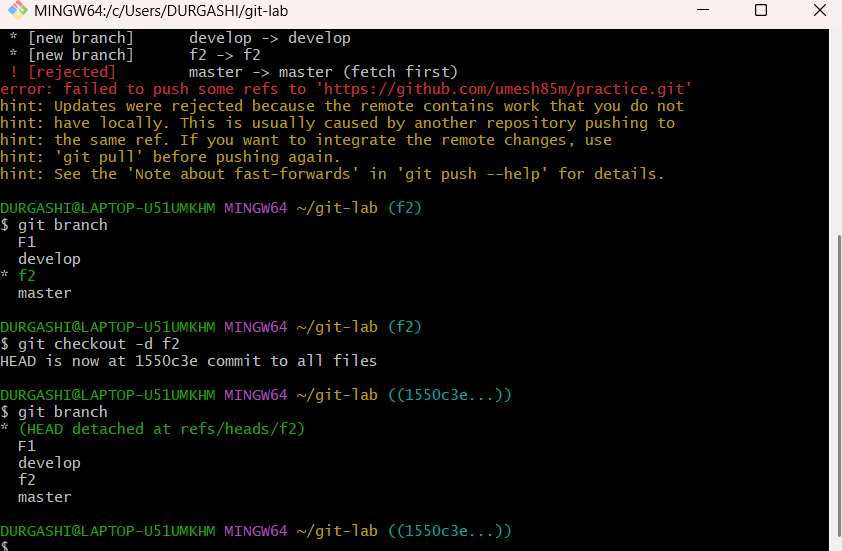 MINGW64:/c/Users/DURGASHI/git-lab
* [new branch]      develop -> develop
* [new branch]      f2 -> f2
! [rejected]        master -> master (fetch first)
error: failed to push some refs to 'https://github.com/umesh85m/practice.git'
hint: Updates were rejected because the remote contains work that you do not
hint: have locally. This is usually caused by another repository pushing to
hint: the same ref. If you want to integrate the remote changes, use
hint: 'git pull' before pushing again.
hint: See the 'Note about fast-forwards' in 'git push --help' for details.
DURGASHI@LAPTOP-U51UMKHM MINGW64 ~/git-lab (f2)
$ git branch
F1
develop
* f2
master
DURGASHI@LAPTOP-U51UMKHM MINGW64 ~/git-lab (f2)
$ git checkout -d f2
HEAD is now at 1550c3e commit to all files
DURGASHI@LAPTOP-U51UMKHM MINGW64 ~/git-lab ((1550c3e...))
$ git branch
* (HEAD detached at refs/heads/f2)
F1
develop
f2
master
DURGASHI@LAPTOP-U51UMKHM MINGW64 ~/git-lab ((1550c3e...))
$